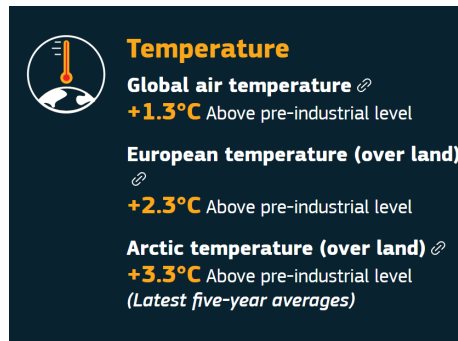 Temperature
Global air temperature
+1.3°C Above pre-industrial level
European temperature (over land)
+2.3°C Above pre-industrial level
Arctic temperature (over land)
+3.3°C Above pre-industrial level
(Latest five-year averages)